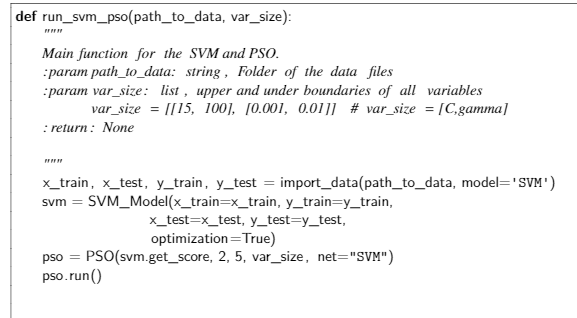 def run_svm_pso(path_to_data, var_size):
"""
Main function for the SVM and PSO.
:param path_to_data: string , Folder of the data files
:param var_size: list , upper and under boundaries of all variables
var_size = [[15, 100], [0.001, 0.01]] # var_size = [C,gamma]
: return : None
"""
x_train, x_test, y_train, y_test = import_data(path_to_data, model='SVM')
svm = SVM_Model(x_train=x_train, y_train=y_train,
x_test=x_test, y_test=y_test,
optimization=True)
pso = PSO(svm.get_score, 2, 5, var_size, net="SVM")
pso.run()